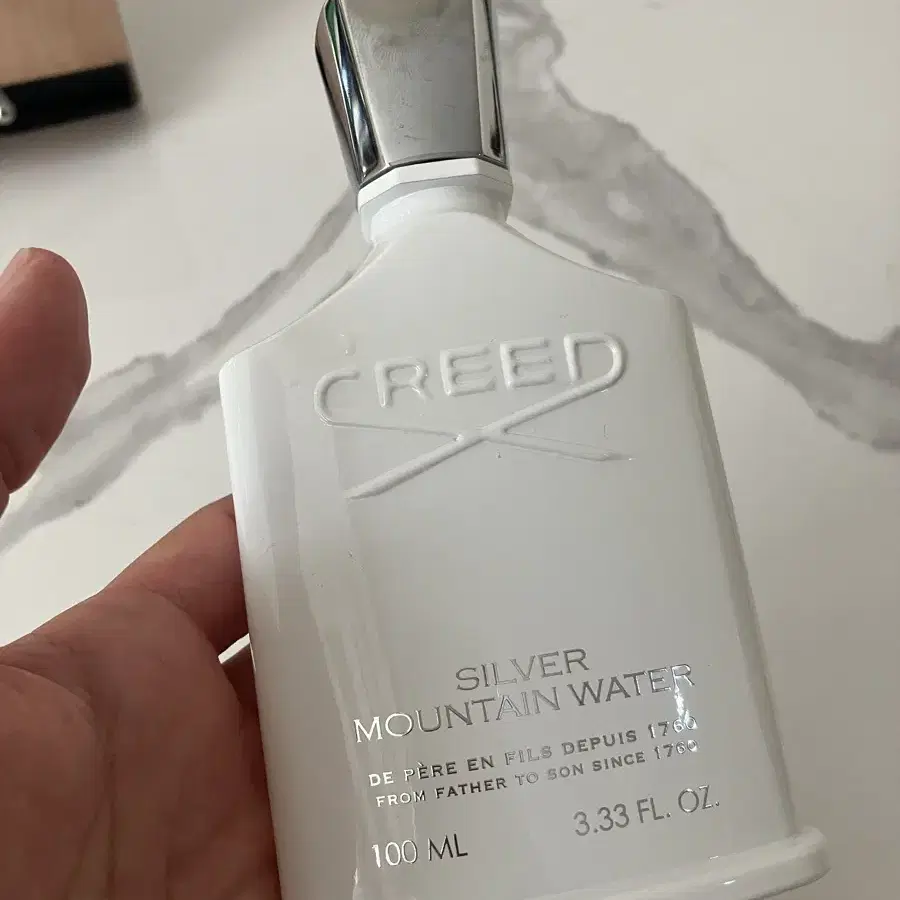 CREED
SILVER
MOUNTAIN WATER
DE PÈRE EN FILS DEPUIS 1760
FROM FATHER TO SON SINCE 1760
100 ML
3.33 FL. OZ.